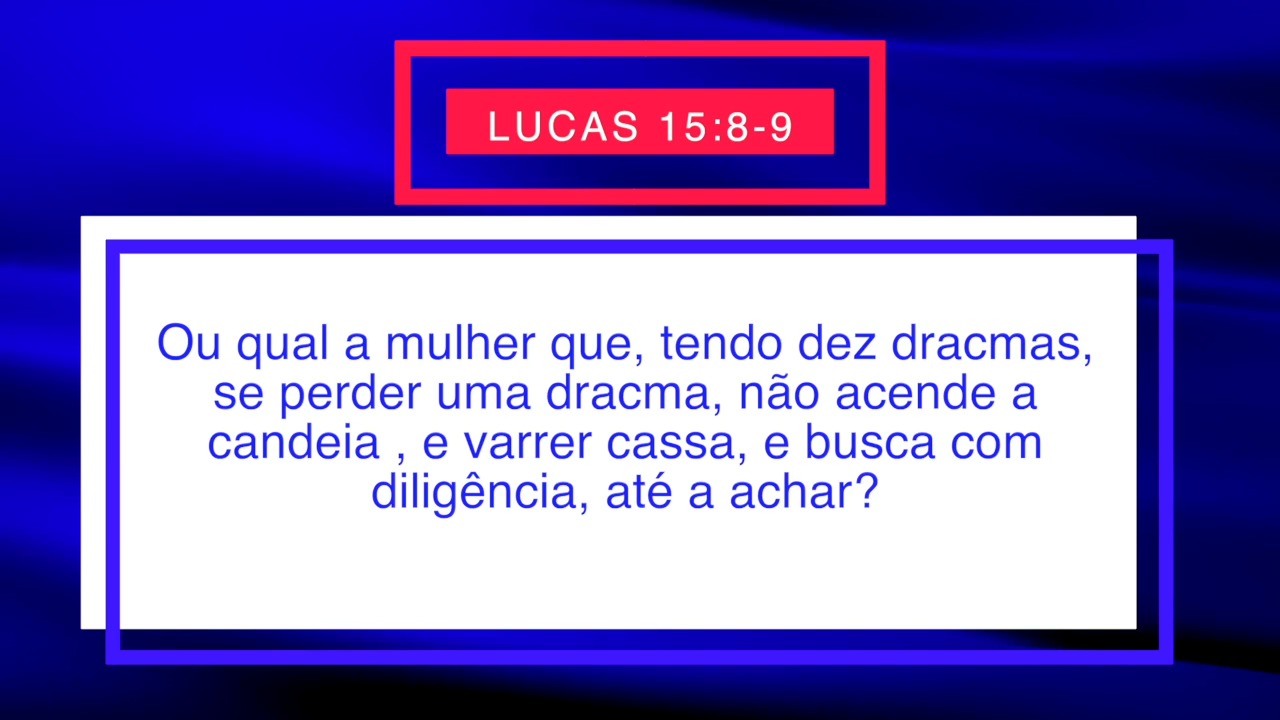 LUCAS 15:8-9
Ou qual a mulher que, tendo dez dracmas,
se perder uma dracma, não acende a
candeia , e varrer cassa, e busca com
diligência, até a achar?